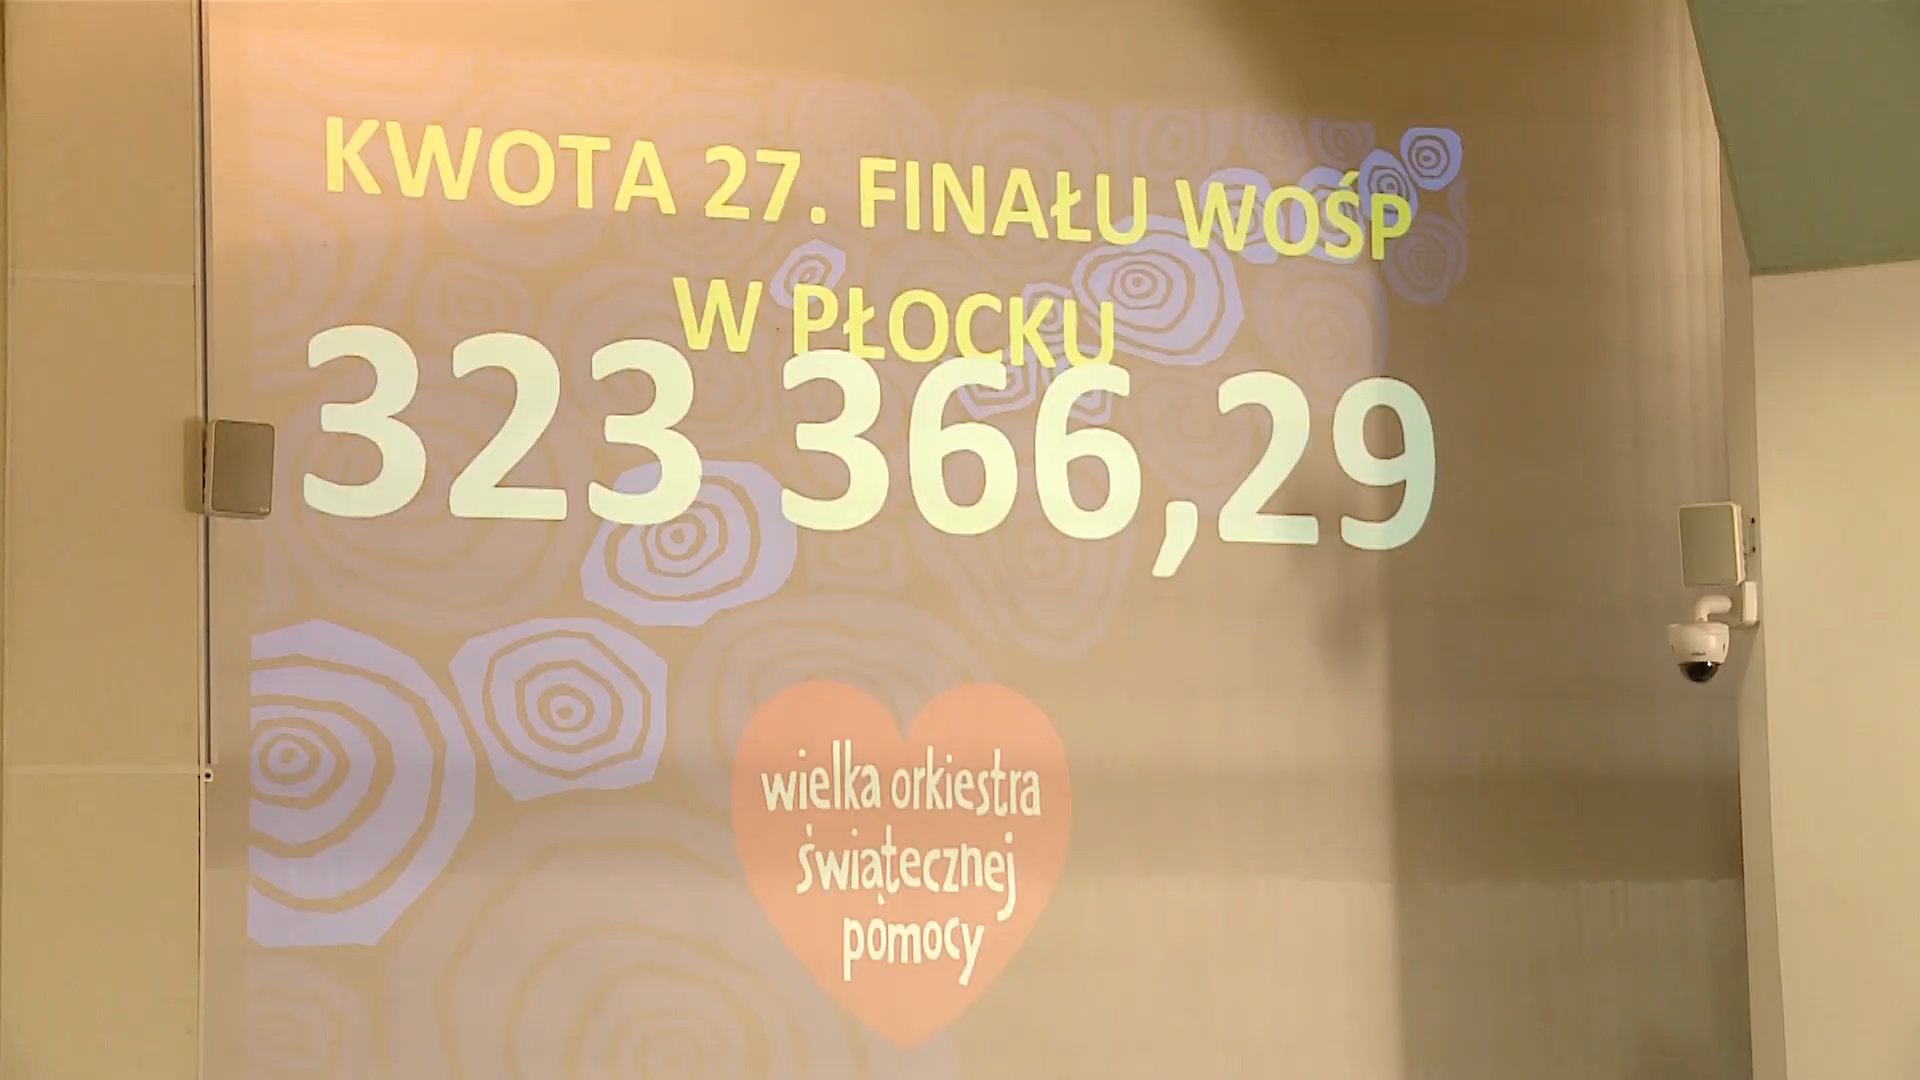 KWOTA 27. FINAŁU WOŚP
W PŁOCKU
323 366,29
wielka orkiestra
świątecznej
pomocy